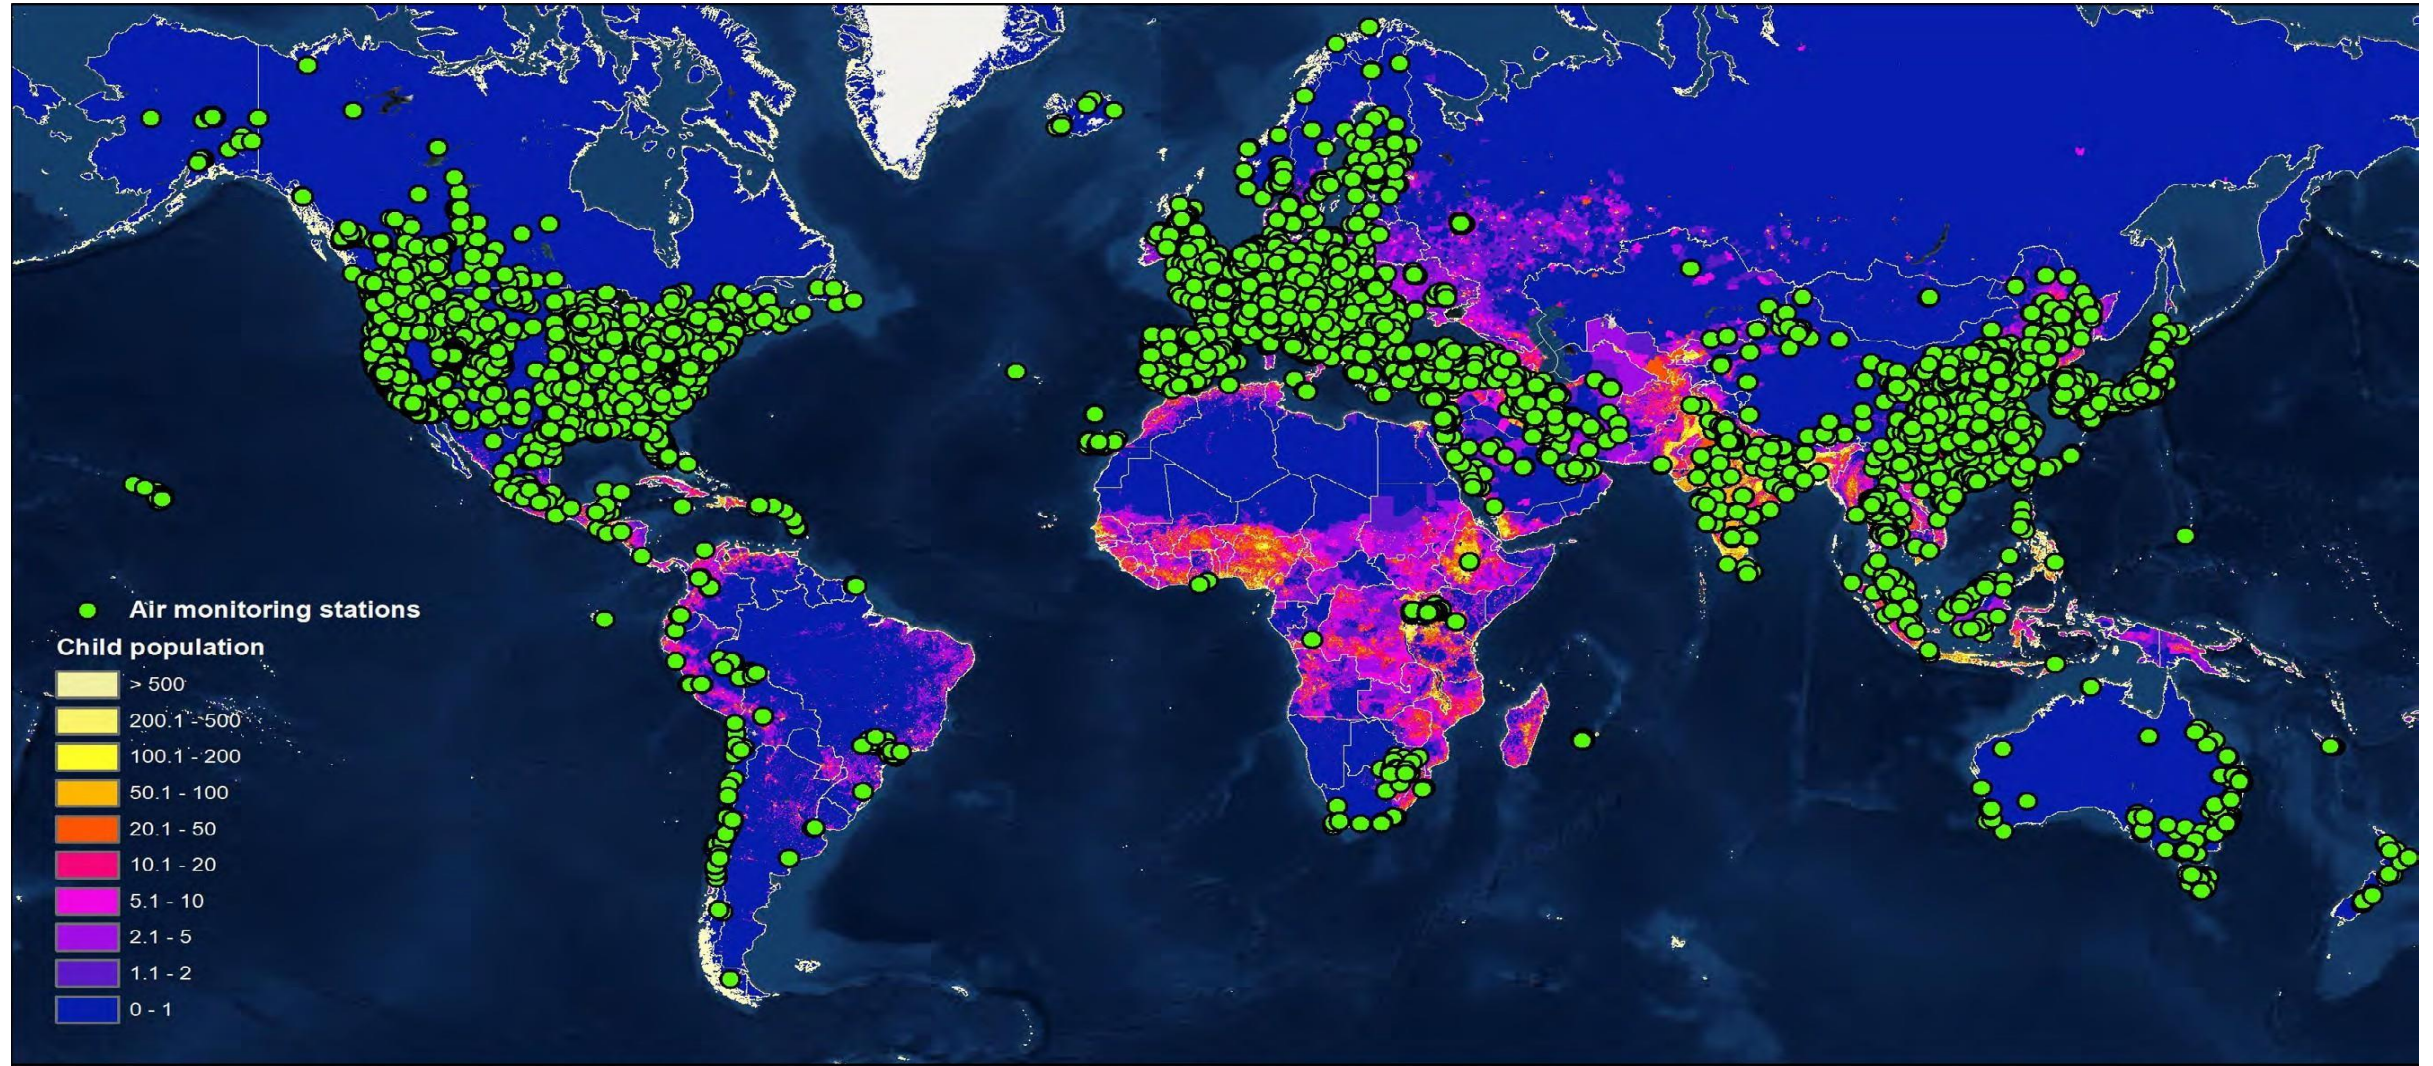 Air monitoring stations
Child population
> 500
200.1 - 500
100.1 - 200
50.1 - 100
20.1 - 50
10.1 - 20
5.1 - 10
2.1 - 5
1.1 - 2
0 - 1